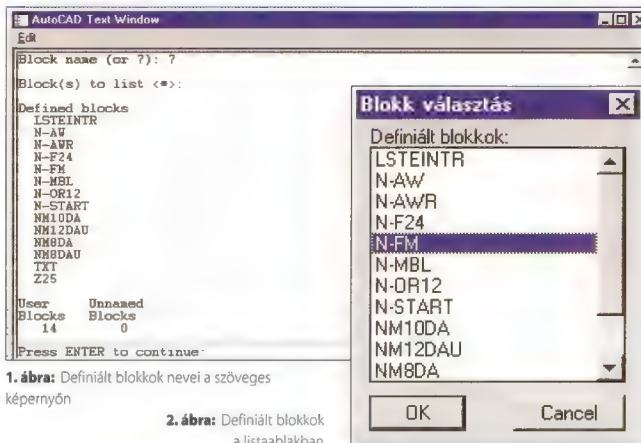 AutoCAD Text Window
Edit
Block name (or ?): ?
Block(s) to list <*>:
Defined blocks
LSTEINTR
N-AW
N-AWR
N-F24
N-FM
N-MBL
N-OR12
N-START
NM10DA
NM12DAU
NM8DA
NM8DAU
TXT
Z25
User Unnamed
Blocks Blocks
14 0
Press ENTER to continue:
1. ábra: Definiált blokkok nevei a szöveges
képernyőn
Blokk választás
Definiált blokkok:
LSTEINTR
N-AW
N-AWR
N-F24
N-FM
N-MBL
N-OR12
N-START
NM10DA
NM12DAU
NM8DA
OK Cancel
2. ábra: Definiált blokkok
a listaablakban